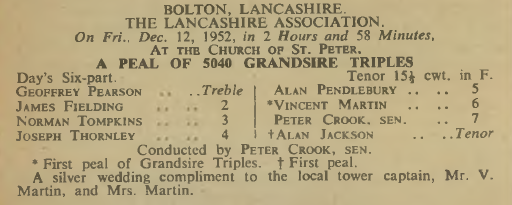 BOLTON, LANCASHIRE.
THE LANCASHIRE ASSOCIATION.
On Fri., Dec. 12, 1952, in 2 Hours and 58 Minutes,
AT THE CHURCH OF ST. PETER,
A PEAL OF 5040 GRANDSIRE TRIPLES
Day's Six-part. Tenor 15½ cwt. in F.
GEOFFREY PEARSON .. ..Treble | ALAN PENDLEBURY .. .. 5
JAMES FIELDING .. .. 2 | *VINCENT MARTIN .. .. 6
NORMAN TOMPKINS .. .. 3 | PETER CROOK, SEN. .. .. 7
JOSEPH THORNLEY .. .. 4 | †ALAN JACKSON .. ..Tenor
Conducted by PETER CROOK, SEN.
* First peal of Grandsire Triples. † First peal.
A silver wedding compliment to the local tower captain, Mr. V.
Martin, and Mrs. Martin.